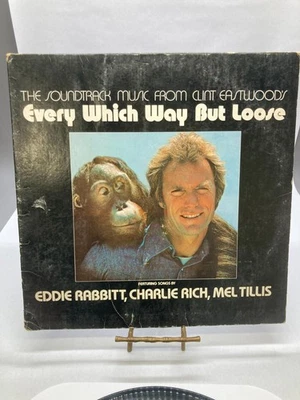 THE SOUNDTRACK MUSIC FROM CLINT EASTWOOD'S
Every Which Way But Loose
FEATURING SONGS BY
EDDIE RABBITT, CHARLIE RICH, MEL TILLIS